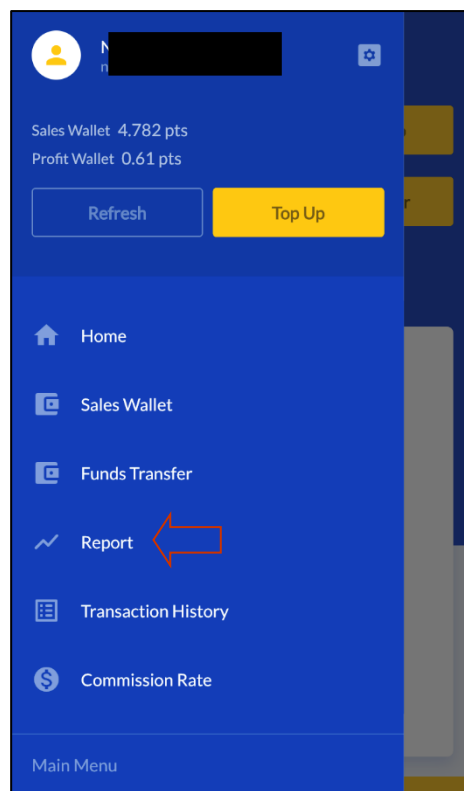 Sales Wallet 4.782 pts
Profit Wallet 0.61 pts
Refresh
Top Up
Home
Sales Wallet
Funds Transfer
Report
Transaction History
Commission Rate
Main Menu